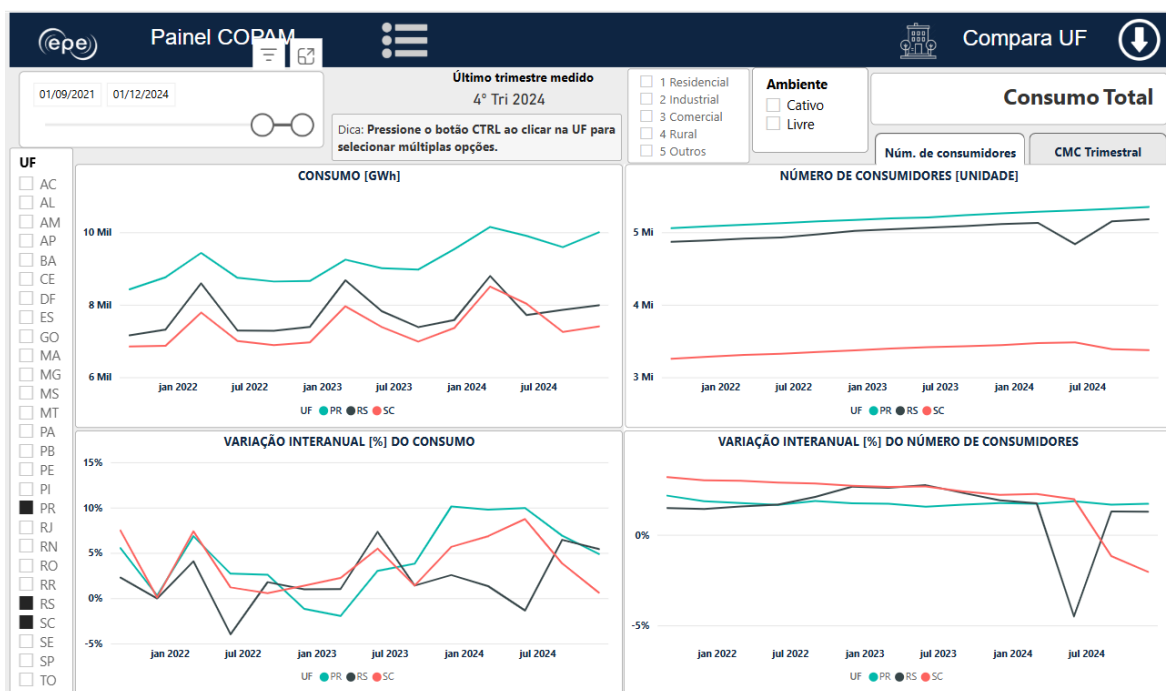 epe
Painel COPAM
Compara UF
01/09/2021 01/12/2024
Último trimestre medido
4° Tri 2024
Dica: Pressione o botão CTRL ao clicar na UF para
selecionar múltiplas opções.
1 Residencial
2 Industrial
3 Comercial
4 Rural
5 Outros
Ambiente
Cativo
Livre
Consumo Total
Núm. de consumidores
CMC Trimestral
UF
AC
AL
AM
AP
BA
CE
DF
ES
GO
MA
MG
MS
MT
PA
PB
PE
PI
PR
RJ
RN
RO
RR
RS
SC
SE
SP
TO
CONSUMO [GWh]
10 Mil
8 Mil
6 Mil
jan 2022 jul 2022 jan 2023 jul 2023 jan 2024 jul 2024
UF PR RS SC
NÚMERO DE CONSUMIDORES [UNIDADE]
5 Mi
4 Mi
3 Mi
jan 2022 jul 2022 jan 2023 jul 2023 jan 2024 jul 2024
UF PR RS SC
VARIAÇÃO INTERANUAL [%] DO CONSUMO
15%
10%
5%
0%
-5%
jan 2022 jul 2022 jan 2023 jul 2023 jan 2024 jul 2024
UF PR RS SC
VARIAÇÃO INTERANUAL [%] DO NÚMERO DE CONSUMIDORES
0%
-5%
jan 2022 jul 2022 jan 2023 jul 2023 jan 2024 jul 2024
UF PR RS SC